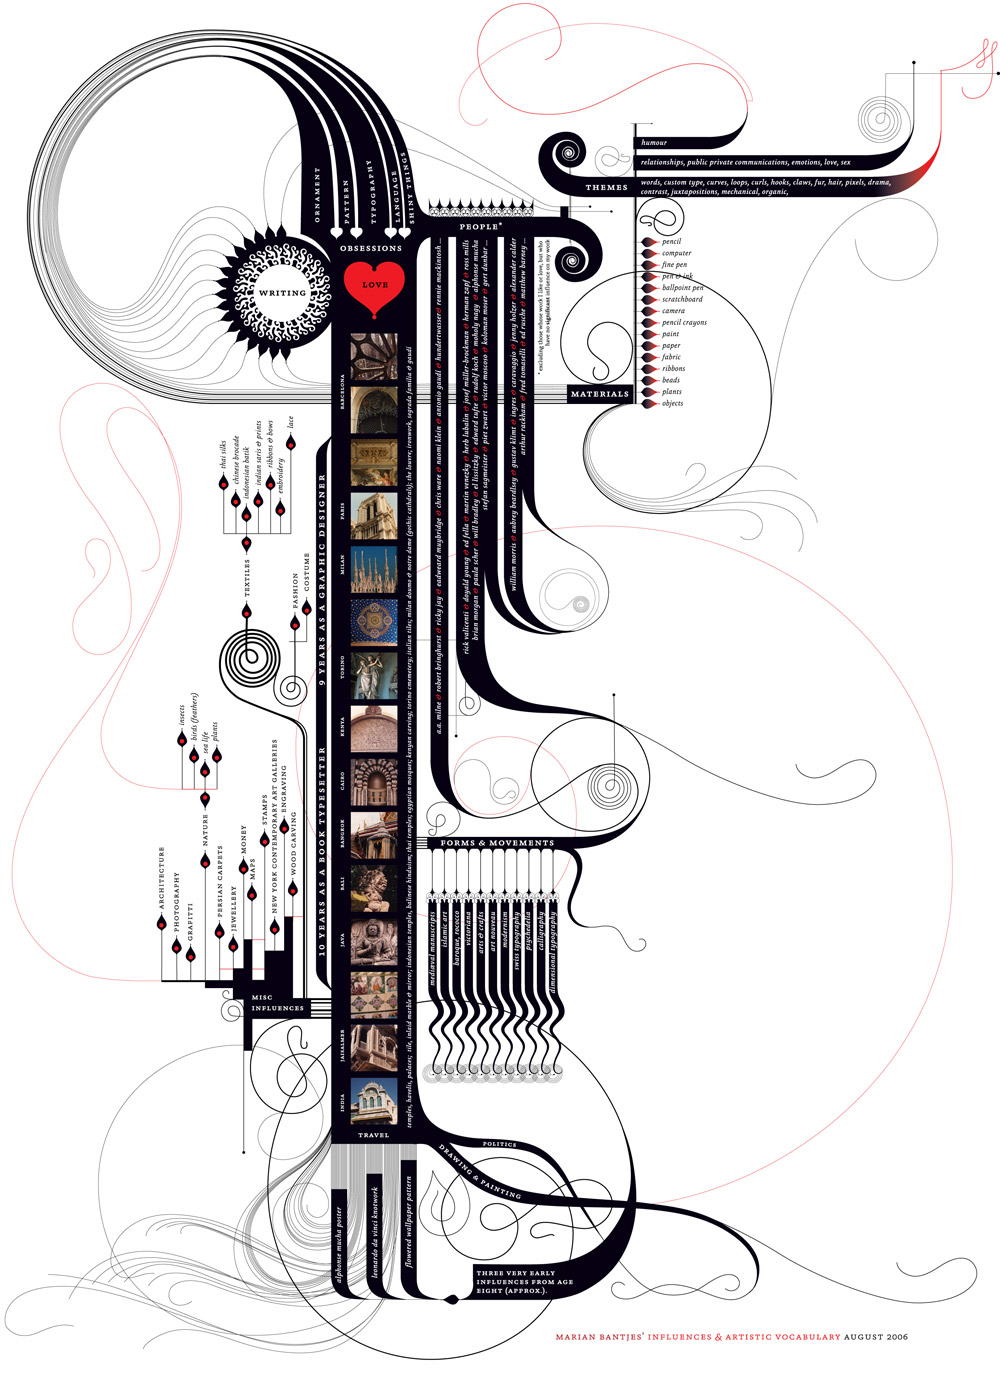 humour
relationships, public private communications, emotions, love, sex
THEMES
words, custom type, curves, loops, curls, hooks, claws, fur, hair, pixels, drama,
contrast, juxtapositions, mechanical, organic,
ORNAMENT
PATTERN
TYPOGRAPHY
LANGUAGE
SHINY THINGS
OBSESSIONS
LOVE
WRITING
PEOPLE*
a.a. milne & robert bringhurst & ricky jay & eadweard muybridge & chris ware & naomi klein & antonio gaudí & hundertwasser & rennie mackintosh ...
rick valicenti & doyald young & ed fella & martin venezky & herb lubalin & josef müller-brockman & herman zapf & ross mills
brian morgan & paula scher & will bradley & el lissitzky & edward tufte & rudolf koch & moholy nagy & alphonse mucha
stefan sagmeister & piet zwart & victor moscoso & koloman moser & gert dunbar ...
william morris & aubrey beardlsey & gustav klimt & ingres & caravaggio & jenny holzer & alexander calder
arthur rackham & fred tomaselli & ed rusche & matthew barney ...
* excluding those whose work I like or love, but who
have no significant influence on my work
pencil
computer
fine pen
pen & ink
ballpoint pen
scratchboard
camera
pencil crayons
paint
paper
fabric
ribbons
beads
plants
objects
MATERIALS
thai silks
chinese brocade
indonesian batik
indian saris & prints
ribbons & bows
embroidery
lace
TEXTILES
FASHION
COSTUME
9 YEARS AS A GRAPHIC DESIGNER
10 YEARS AS A BOOK TYPESETTER
BARCELONA
PARIS
MILAN
TORINO
KENYA
CAIRO
BANGKOK
BALI
JAVA
JAISALMER
INDIA
temples, havelis, palaces; tile, inlaid marble & mirror; indonesian temples, balinese hinduism; thai temples; egyptian mosques; kenyan carving; torino cmemetery; italian tiles; milan doumo & notre dame (gothic cathdrals); the louvre; ironwork, sagrada familia & gaudí
TRAVEL
insects
birds (feathers)
sea life
plants
NATURE
ARCHITECTURE
PHOTOGRAPHY
GRAFITTI
PERSIAN CARPETS
JEWELLERY
MONEY
MAPS
STAMPS
NEW YORK CONTEMPORARY ART GALLERIES
ENGRAVING
WOOD CARVING
MISC
INFLUENCES
FORMS & MOVEMENTS
mediæval manuscripts
islamic art
baroque, rococco
victoriana
arts & crafts
art nouveau
modernism
swiss typography
psychedelia
calligraphy
dimensional typography
POLITICS
DRAWING & PAINTING
alphonse mucha poster
leonardo da vinci knotwork
flowered wallpaper pattern
THREE VERY EARLY
INFLUENCES FROM AGE
EIGHT (APPROX.).
MARIAN BANTJES' INFLUENCES & ARTISTIC VOCABULARY AUGUST 2006